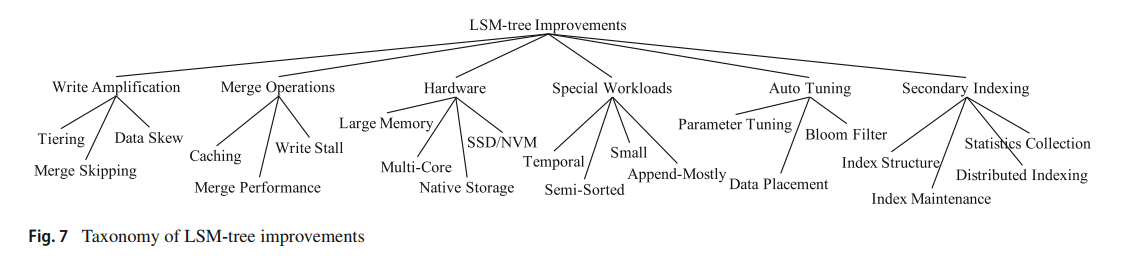 LSM-tree Improvements
Write Amplification
Merge Operations
Hardware
Special Workloads
Auto Tuning
Secondary Indexing
Tiering
Merge Skipping
Data Skew
Caching
Merge Performance
Write Stall
Large Memory
Multi-Core
Native Storage
SSD/NVM
Temporal
Semi-Sorted
Small
Append-Mostly
Parameter Tuning
Data Placement
Bloom Filter
Index Structure
Index Maintenance
Distributed Indexing
Statistics Collection
Fig. 7 Taxonomy of LSM-tree improvements